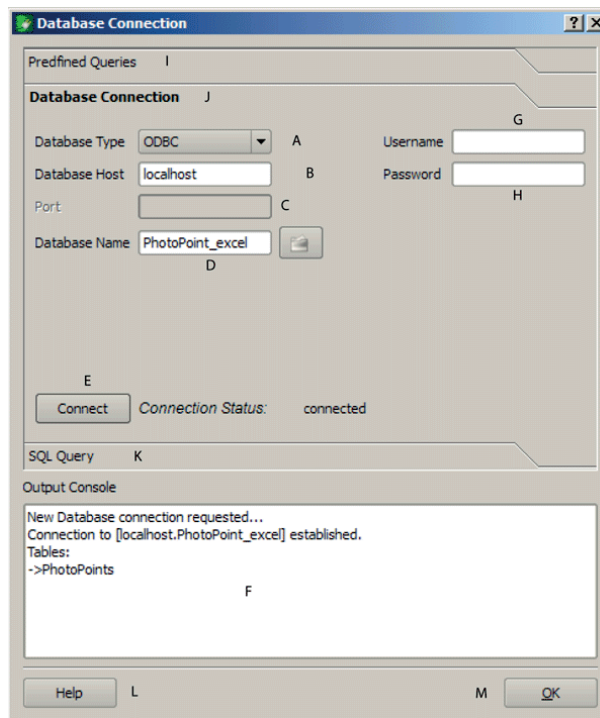 Database Connection
Predfined Queries I
Database Connection J
G
Database Type ODBC A Username
Database Host localhost B Password
H
Port C
Database Name PhotoPoint_excel
D
E
Connect Connection Status: connected
SQL Query K
Output Console
New Database connection requested...
Connection to [localhost.PhotoPoint_excel] established.
Tables:
->PhotoPoints
F
Help L M OK